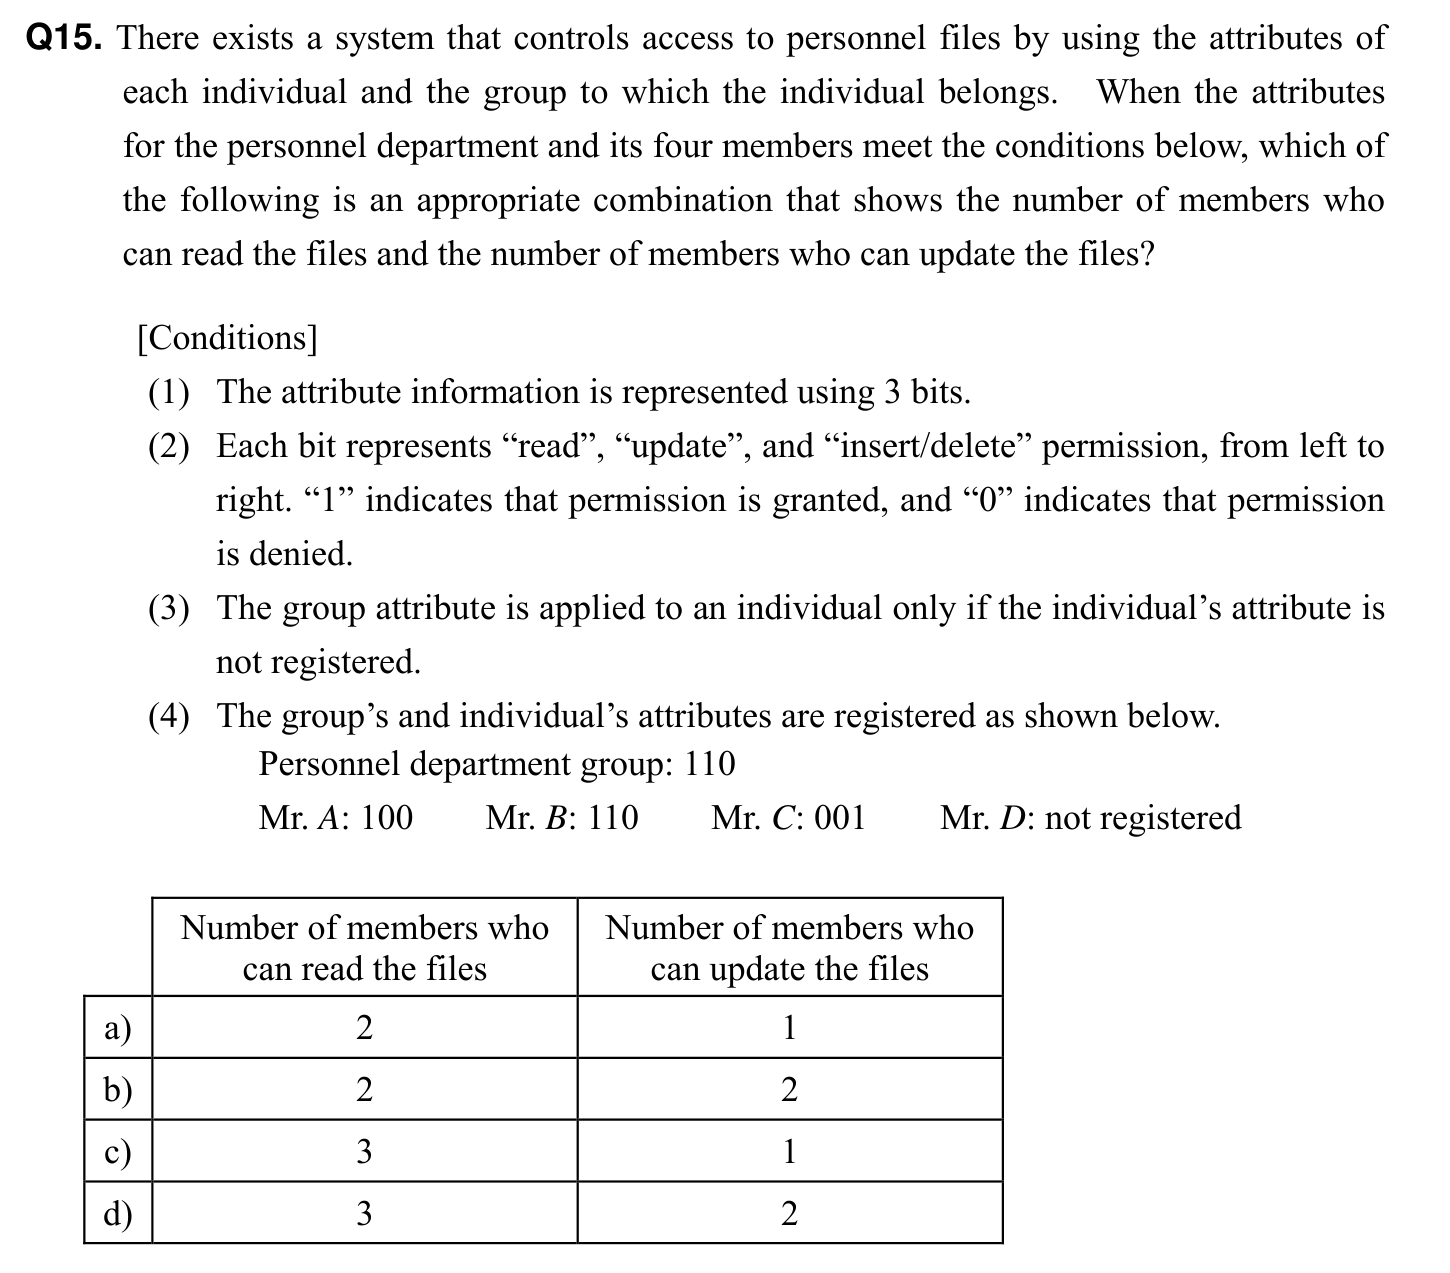 Q15. There exists a system that controls access to personnel files by using the attributes of
each individual and the group to which the individual belongs. When the attributes
for the personnel department and its four members meet the conditions below, which of
the following is an appropriate combination that shows the number of members who
can read the files and the number of members who can update the files?
[Conditions]
(1) The attribute information is represented using 3 bits.
(2) Each bit represents “read”, “update”, and “insert/delete” permission, from left to
right. “1” indicates that permission is granted, and “0” indicates that permission
is denied.
(3) The group attribute is applied to an individual only if the individual’s attribute is
not registered.
(4) The group’s and individual’s attributes are registered as shown below.
Personnel department group: 110
Mr. A: 100 Mr. B: 110 Mr. C: 001 Mr. D: not registered
Number of members who Number of members who
can read the files can update the files
a) 2 1
b) 2 2
c) 3 1
d) 3 2